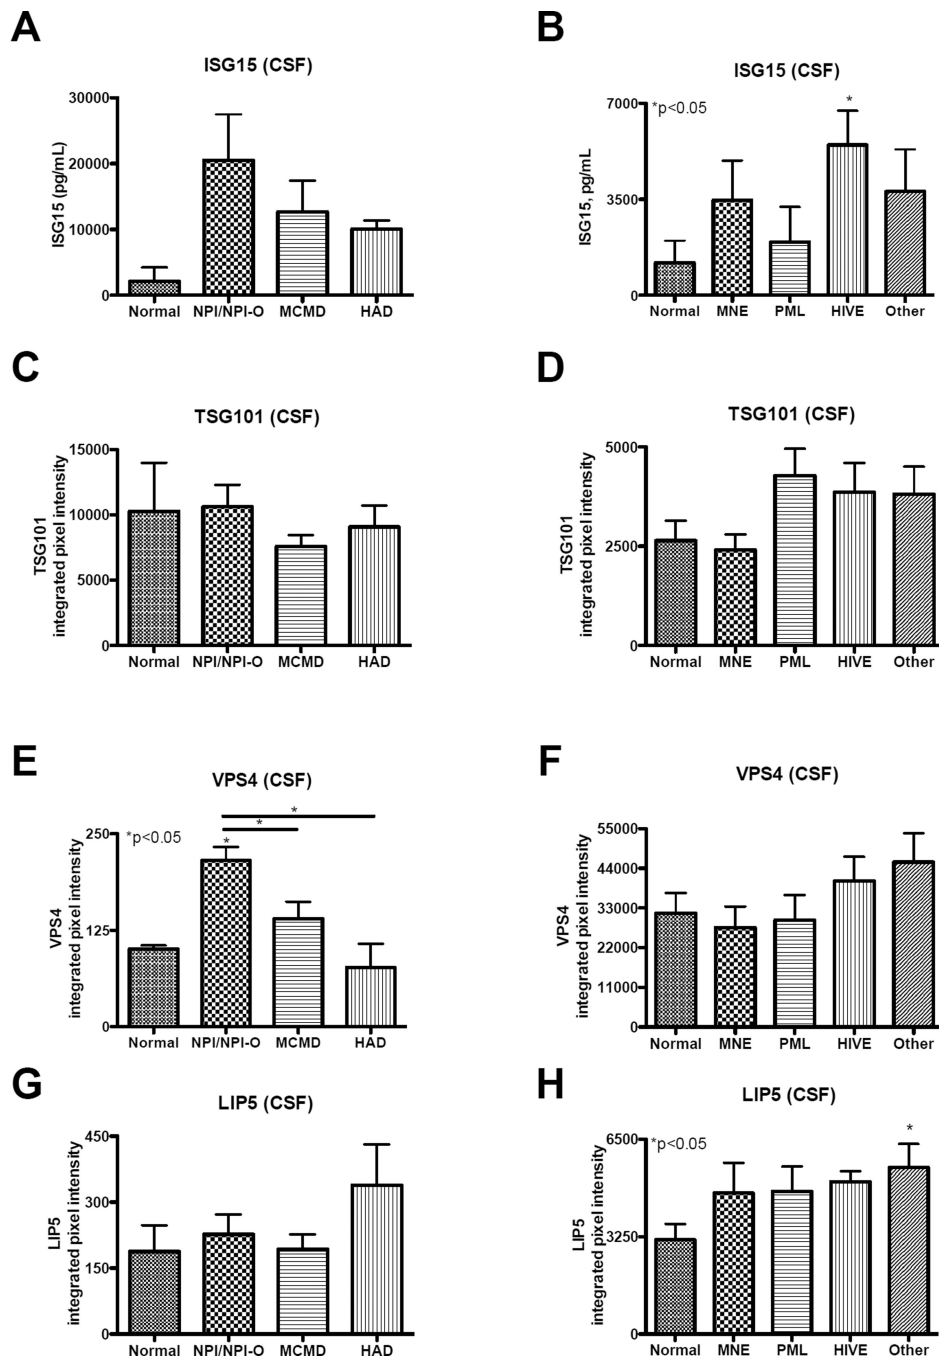 A
ISG15 (CSF)
ISG15 (pg/mL)
30000
20000
10000
0
Normal NPI/NPI-O MCMD HAD
B
ISG15 (CSF)
*p<0.05
*
ISG15, pg/mL
7000
3500
0
Normal MNE PML HIVE Other
C
TSG101 (CSF)
TSG101
integrated pixel intensity
15000
10000
5000
0
Normal NPI/NPI-O MCMD HAD
D
TSG101 (CSF)
TSG101
integrated pixel intensity
5000
2500
0
Normal MNE PML HIVE Other
E
VPS4 (CSF)
*p<0.05
*
*
*
VPS4
integrated pixel intensity
250
125
0
Normal NPI/NPI-O MCMD HAD
F
VPS4 (CSF)
VPS4
integrated pixel intensity
55000
44000
33000
22000
11000
0
Normal MNE PML HIVE Other
G
LIP5 (CSF)
LIP5
integrated pixel intensity
450
300
150
0
Normal NPI/NPI-O MCMD HAD
H
LIP5 (CSF)
*p<0.05
*
LIP5
integrated pixel intensity
6500
3250
0
Normal MNE PML HIVE Other